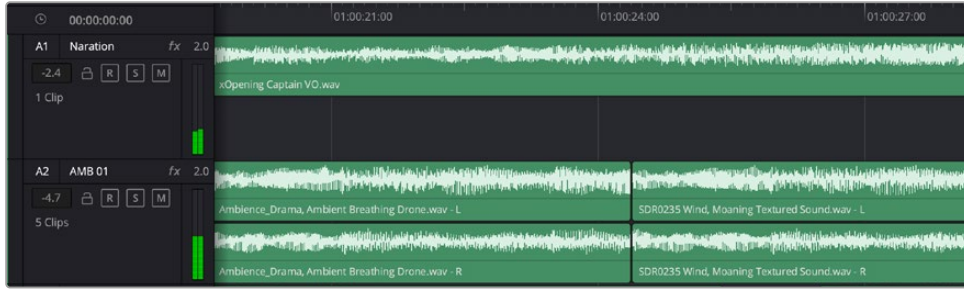 00:00:00:00
01:00:21:00
01:00:24:00
01:00:27:00
A1 Naration fx 2.0
-2.4 R S M
1 Clip
xOpening Captain VO.wav
A2 AMB 01 fx 2.0
-4.7 R S M
5 Clips
Ambience_Drama, Ambient Breathing Drone.wav - L
SDR0235 Wind, Moaning Textured Sound.wav - L
Ambience_Drama, Ambient Breathing Drone.wav - R
SDR0235 Wind, Moaning Textured Sound.wav - R